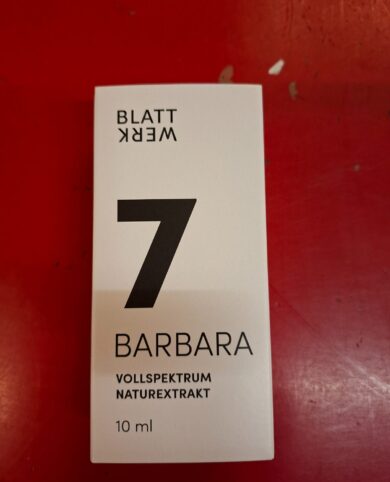 BLATT
WERK
7
BARBARA
VOLLSPEKTRUM
NATUREXTRAKT
10 ml